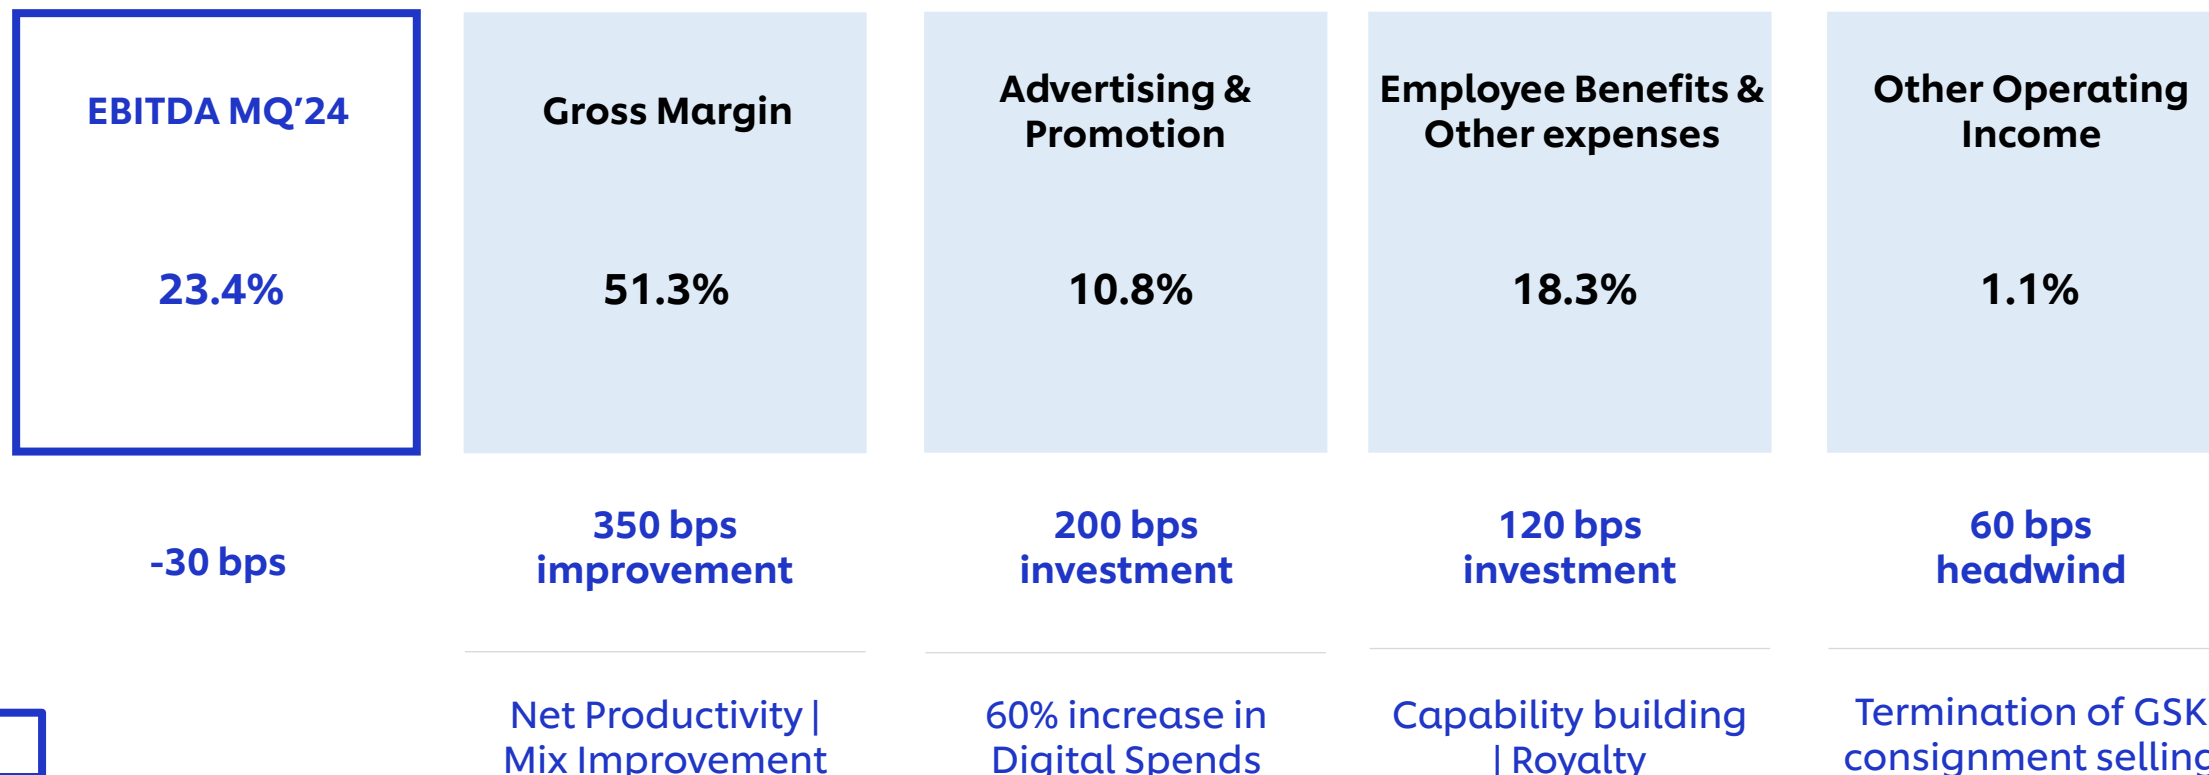 EBITDA MQ’24
23.4%
-30 bps
Gross Margin
51.3%
350 bps
improvement
Net Productivity |
Mix Improvement
Advertising &
Promotion
10.8%
200 bps
investment
60% increase in
Digital Spends
Employee Benefits &
Other expenses
18.3%
120 bps
investment
Capability building
| Royalty
Other Operating
Income
1.1%
60 bps
headwind
Termination of GSK
consignment selling